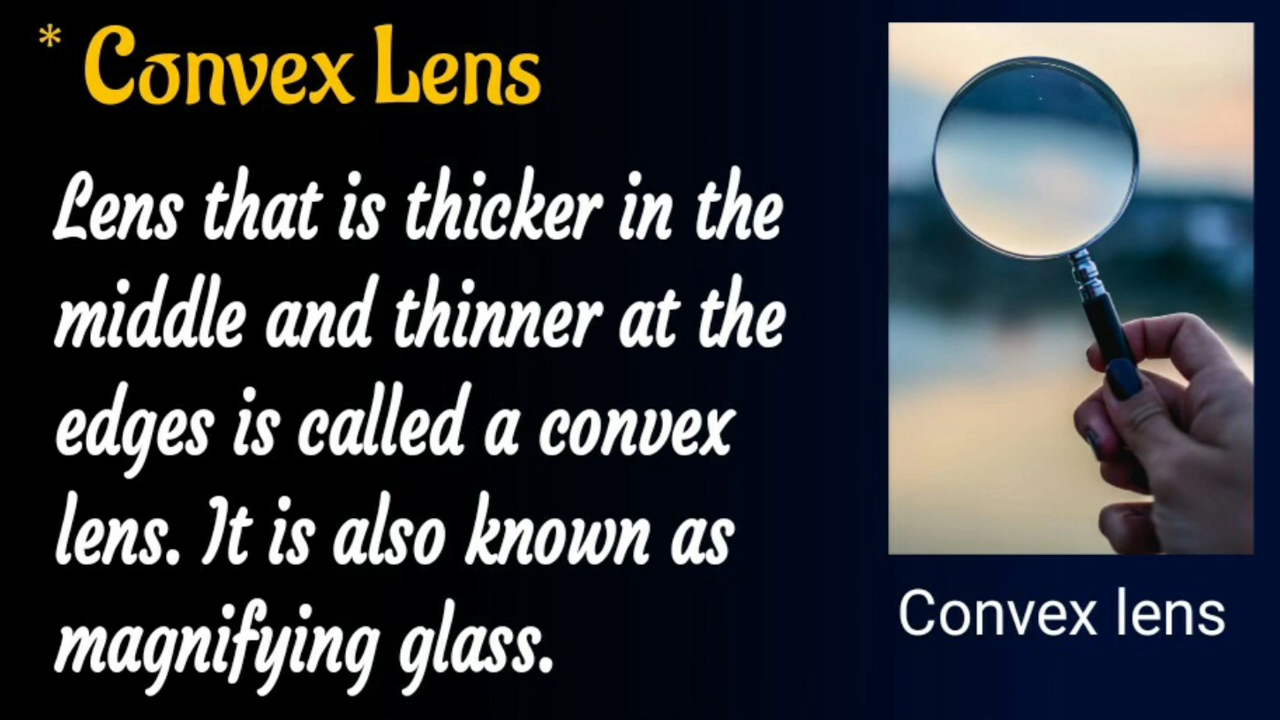 * Convex Lens
Lens that is thicker in the
middle and thinner at the
edges is called a convex
lens. It is also known as
magnifying glass.
Convex lens